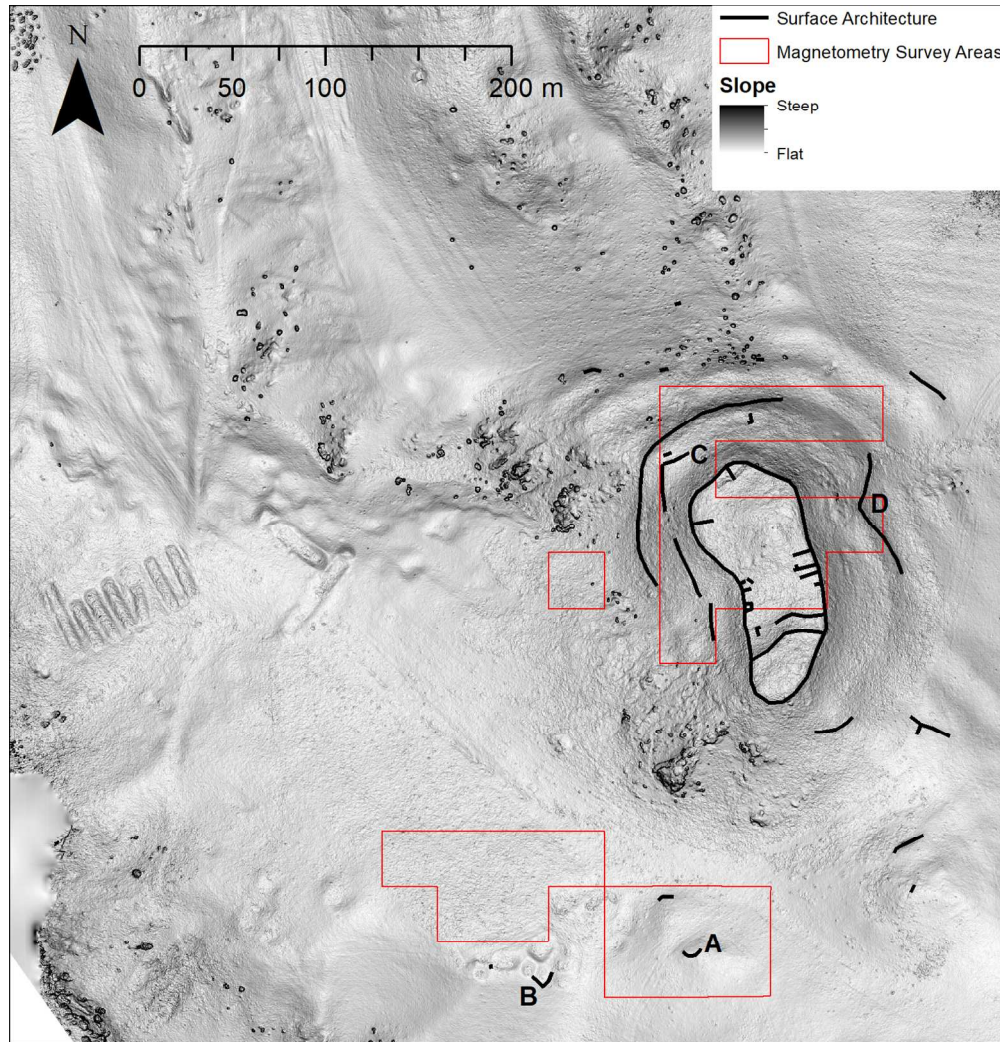 Surface Architecture
Magnetometry Survey Areas
Slope
Steep
Flat
N
0 50 100 200 m
C
D
A
B